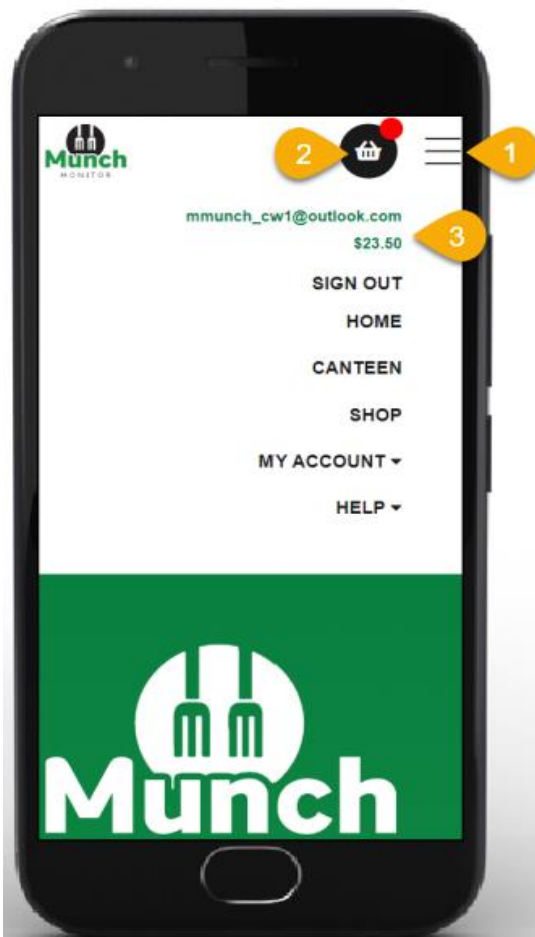 Munch
MONITOR
2
1
mmunch_cw1@outlook.com
$23.50
3
SIGN OUT
HOME
CANTEEN
SHOP
MY ACCOUNT
HELP
Munch